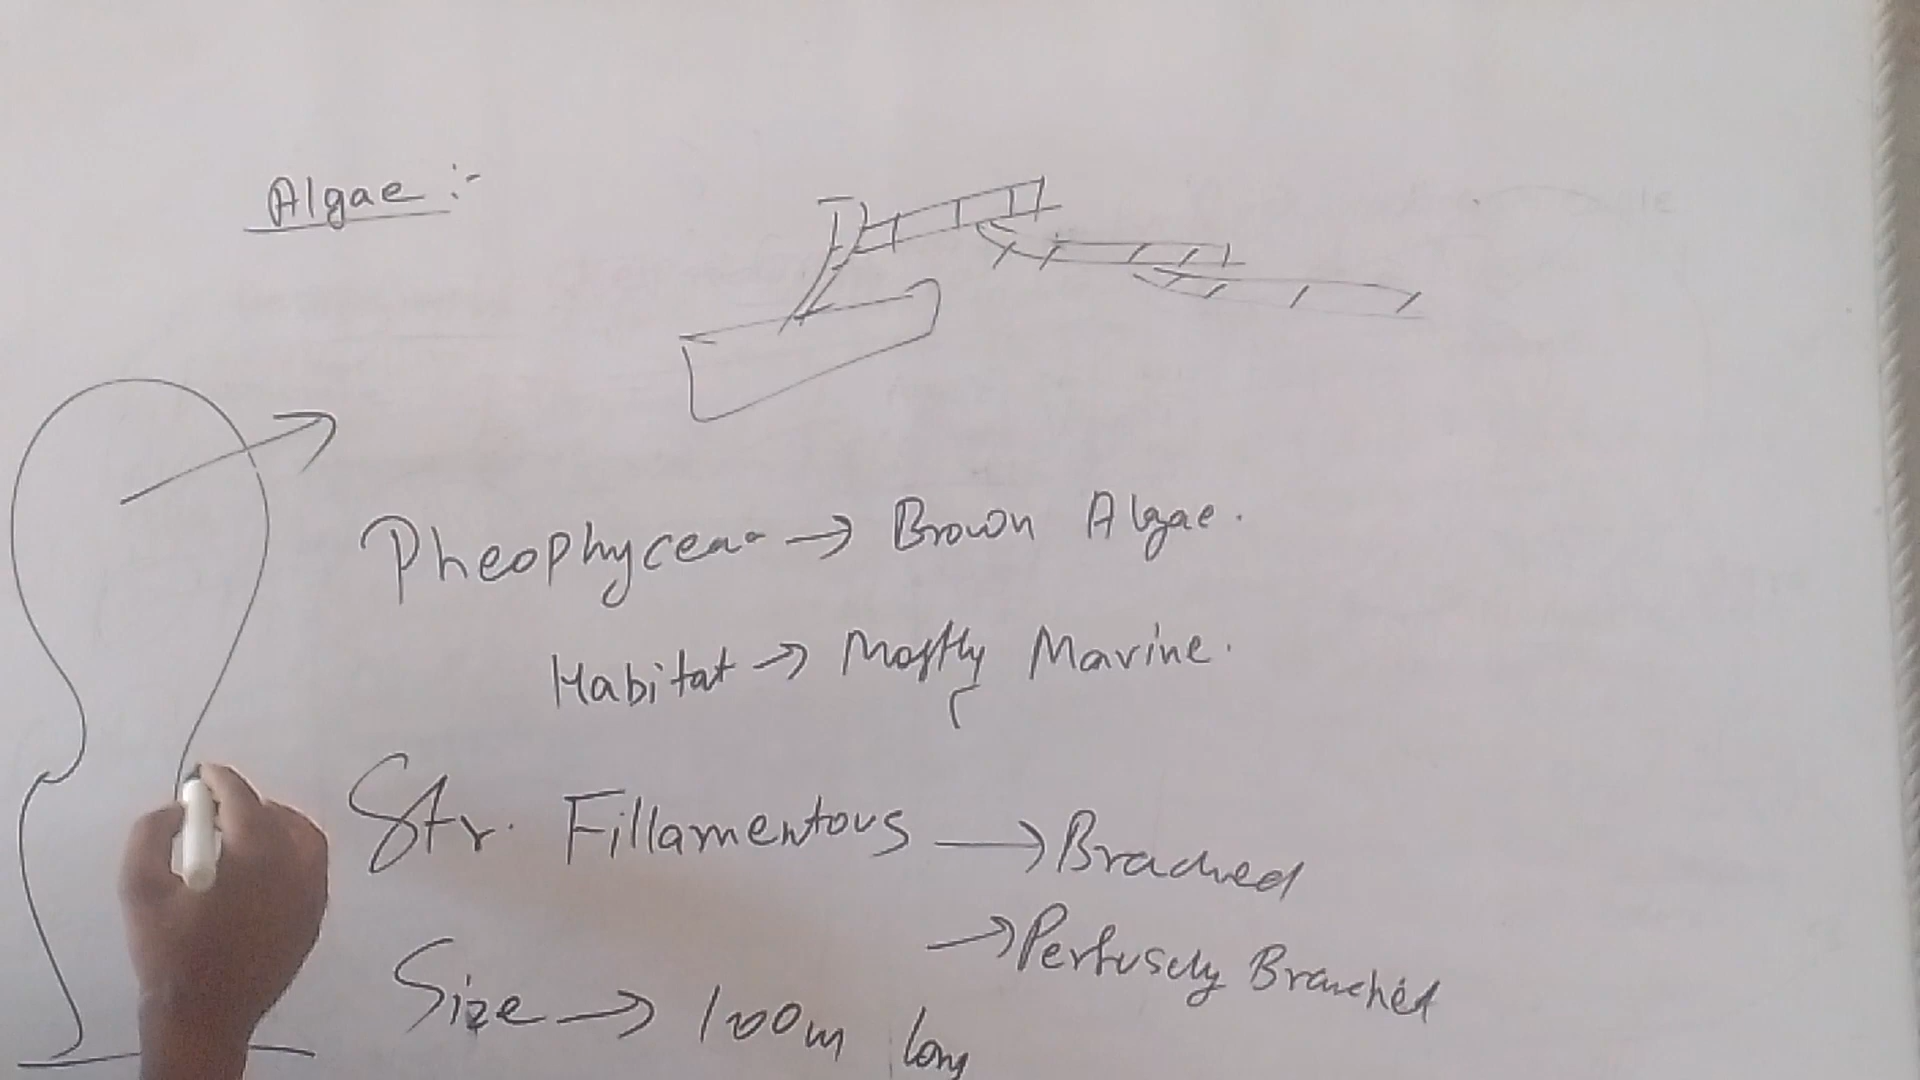 Algae :-
Pheophyceae → Brown Algae.
Habitat → Mostly Marine.
Str. Fillamentous → Brached
→ Perfusely Branched
Size → 100m long